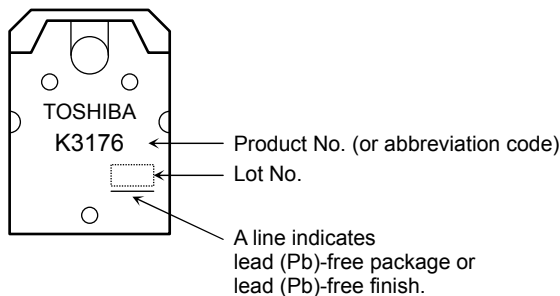 TOSHIBA
K3176
Product No. (or abbreviation code)
Lot No.
A line indicates
lead (Pb)-free package or
lead (Pb)-free finish.